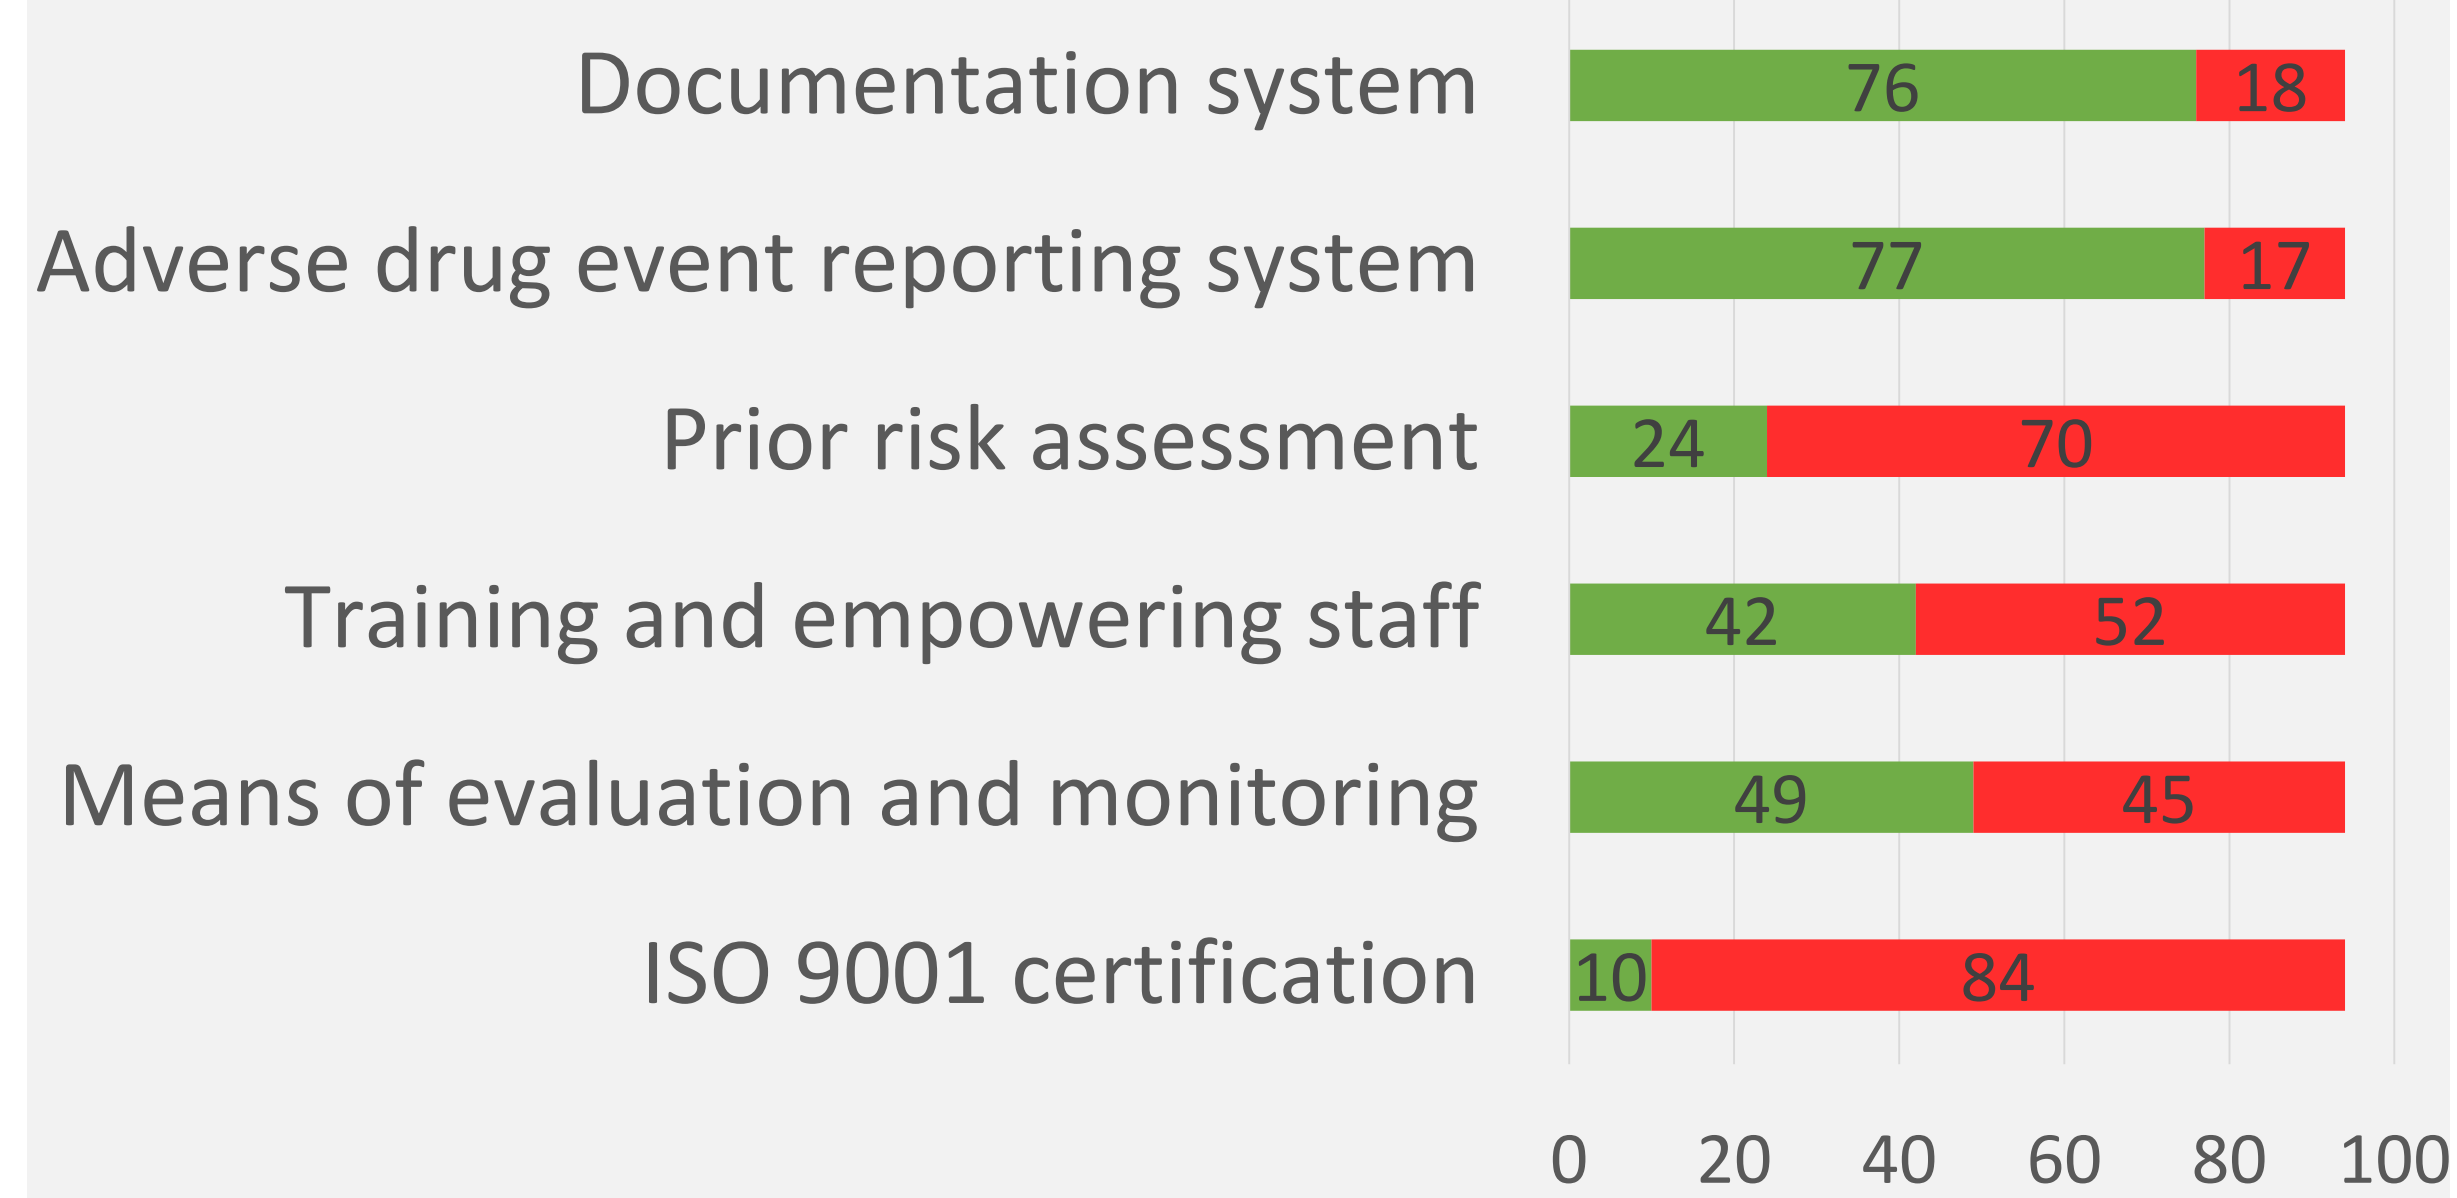 Documentation system 76 18
Adverse drug event reporting system 77 17
Prior risk assessment 24 70
Training and empowering staff 42 52
Means of evaluation and monitoring 49 45
ISO 9001 certification 10 84
0 20 40 60 80 100